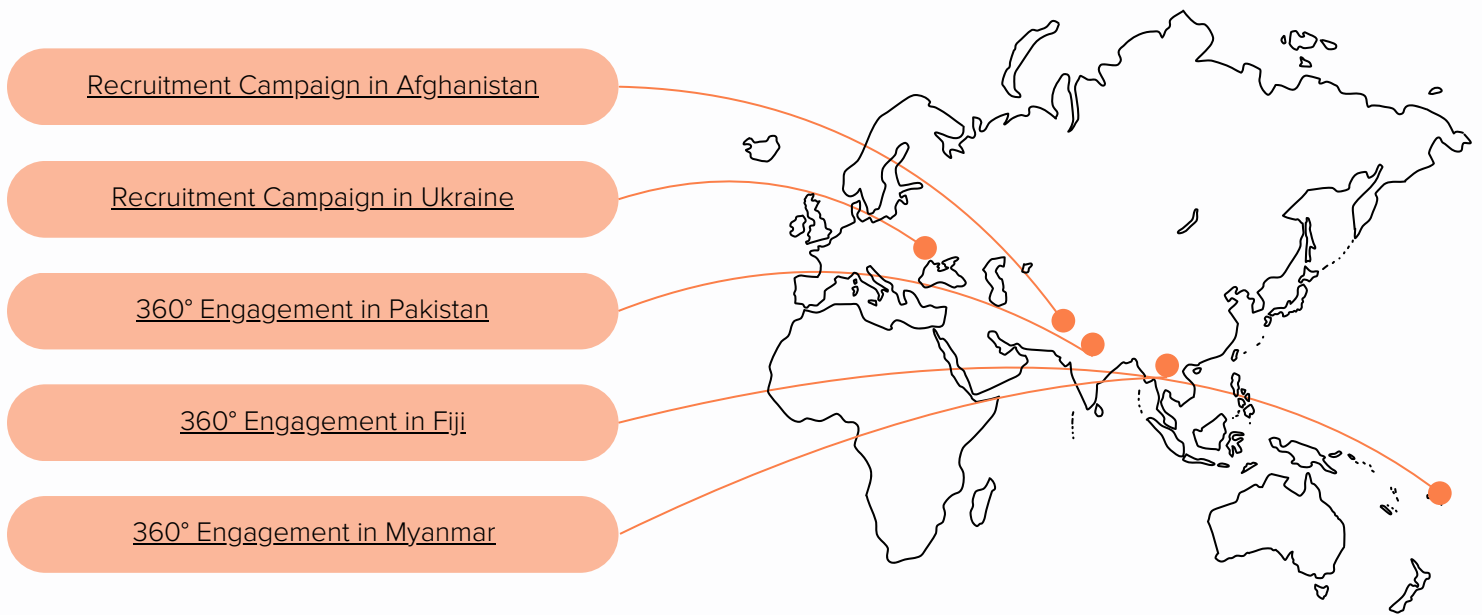 Recruitment Campaign in Afghanistan
Recruitment Campaign in Ukraine
360° Engagement in Pakistan
360° Engagement in Fiji
360° Engagement in Myanmar